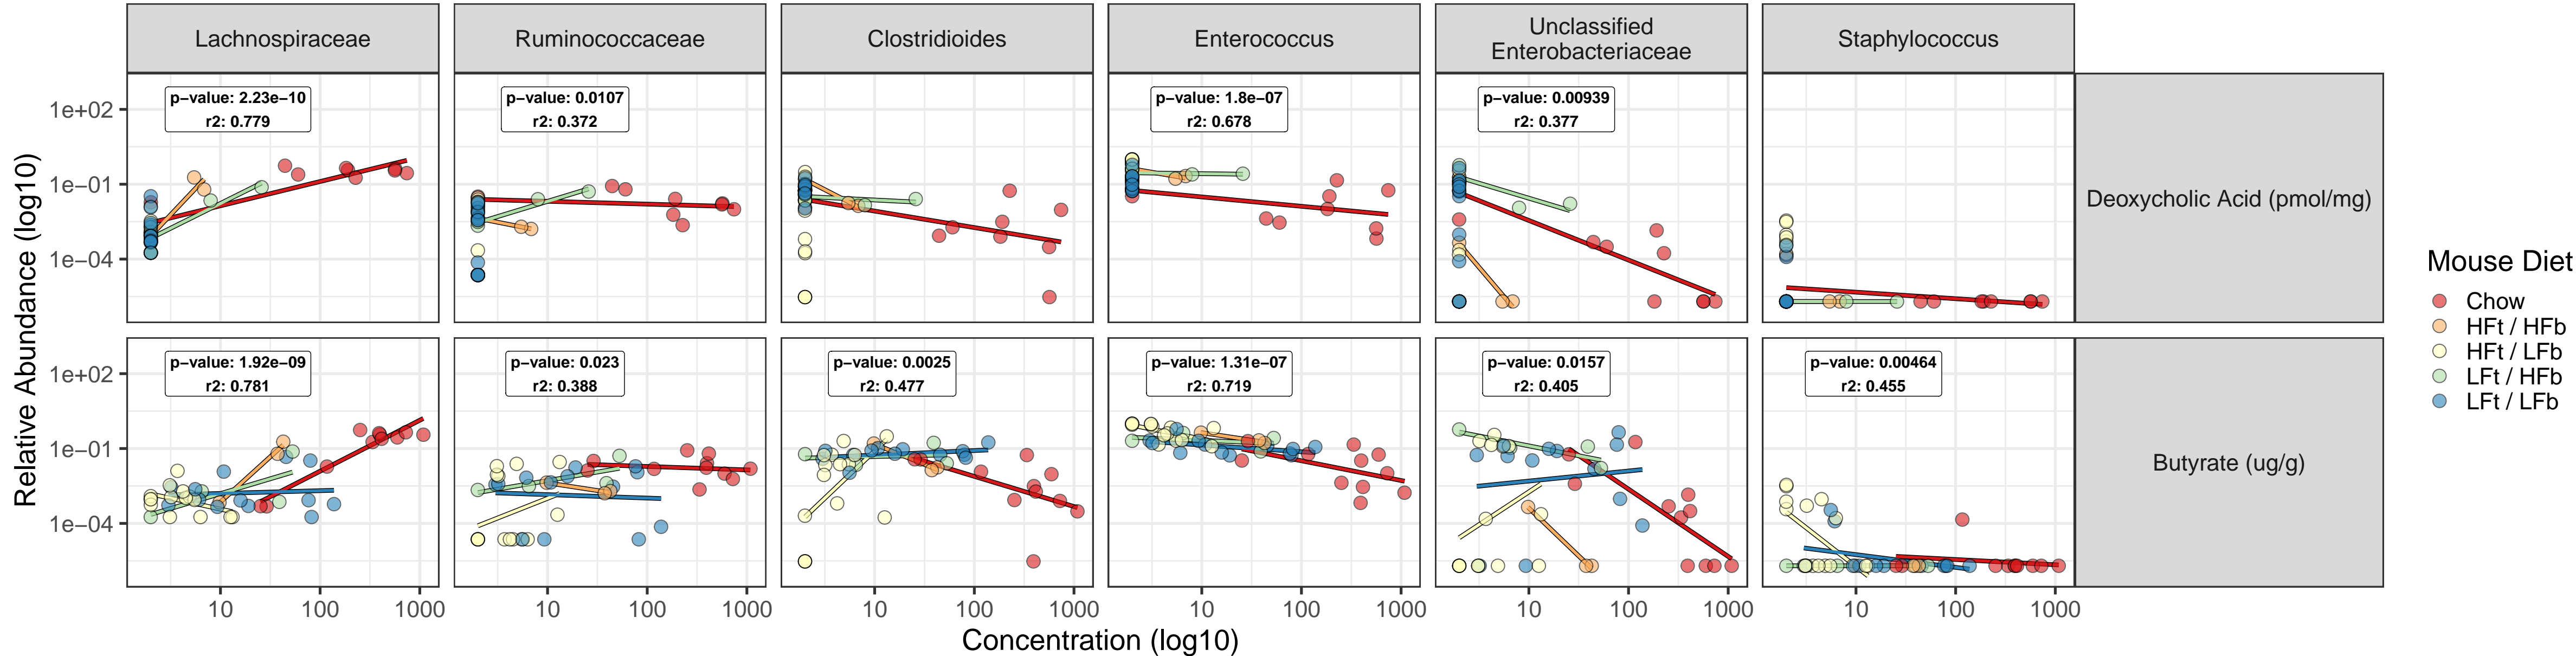 Lachnospiraceae
Ruminococcaceae
Clostridioides
Enterococcus
Unclassified
Enterobacteriaceae
Staphylococcus
Relative Abundance (log10)
1e+02
1e−01
1e−04
p−value: 2.23e−10
r2: 0.779
p−value: 0.0107
r2: 0.372
p−value: 1.8e−07
r2: 0.678
p−value: 0.00939
r2: 0.377
Deoxycholic Acid (pmol/mg)
1e+02
1e−01
1e−04
p−value: 1.92e−09
r2: 0.781
p−value: 0.023
r2: 0.388
p−value: 0.0025
r2: 0.477
p−value: 1.31e−07
r2: 0.719
p−value: 0.0157
r2: 0.405
p−value: 0.00464
r2: 0.455
Butyrate (ug/g)
10 100 1000
10 100 1000
10 100 1000
10 100 1000
10 100 1000
10 100 1000
Concentration (log10)
Mouse Diet
Chow
HFt / HFb
HFt / LFb
LFt / HFb
LFt / LFb